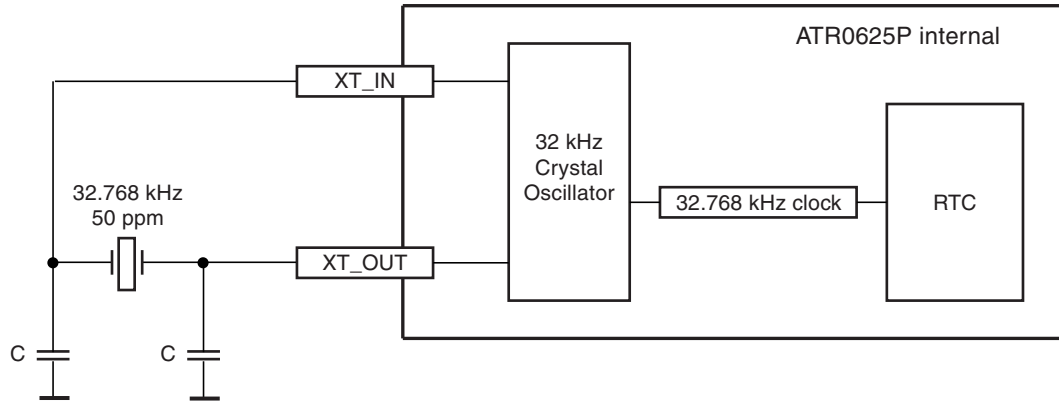 ATR0625P internal
XT_IN
32 kHz
Crystal
Oscillator
32.768 kHz
50 ppm
32.768 kHz clock
RTC
XT_OUT
C
C